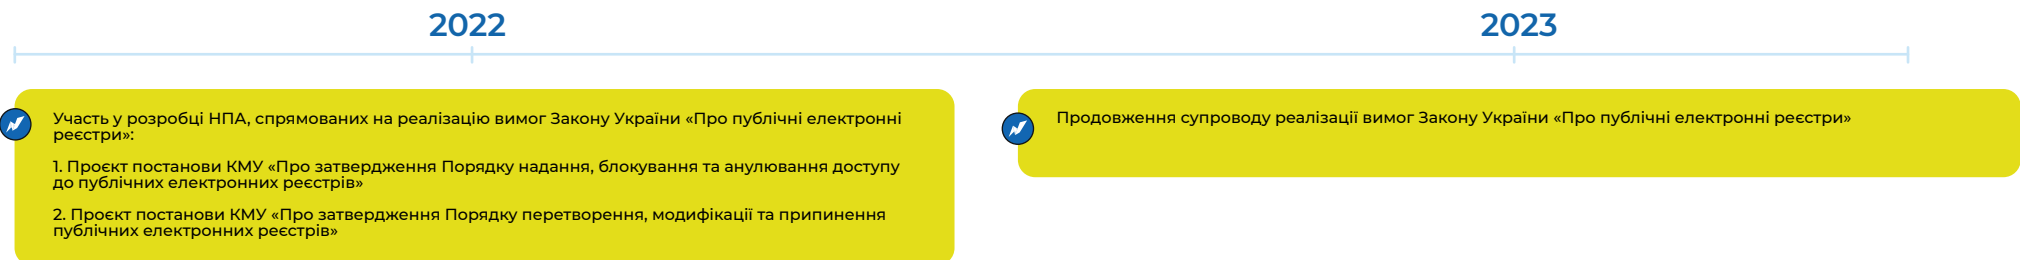 2022
2023
Участь у розробці НПА, спрямованих на реалізацію вимог Закону України «Про публічні електронні
реєстри»:
1. Проєкт постанови КМУ «Про затвердження Порядку надання, блокування та анулювання доступу
до публічних електронних реєстрів»
2. Проєкт постанови КМУ «Про затвердження Порядку перетворення, модифікації та припинення
публічних електронних реєстрів»
Продовження супроводу реалізації вимог Закону України «Про публічні електронні реєстри»